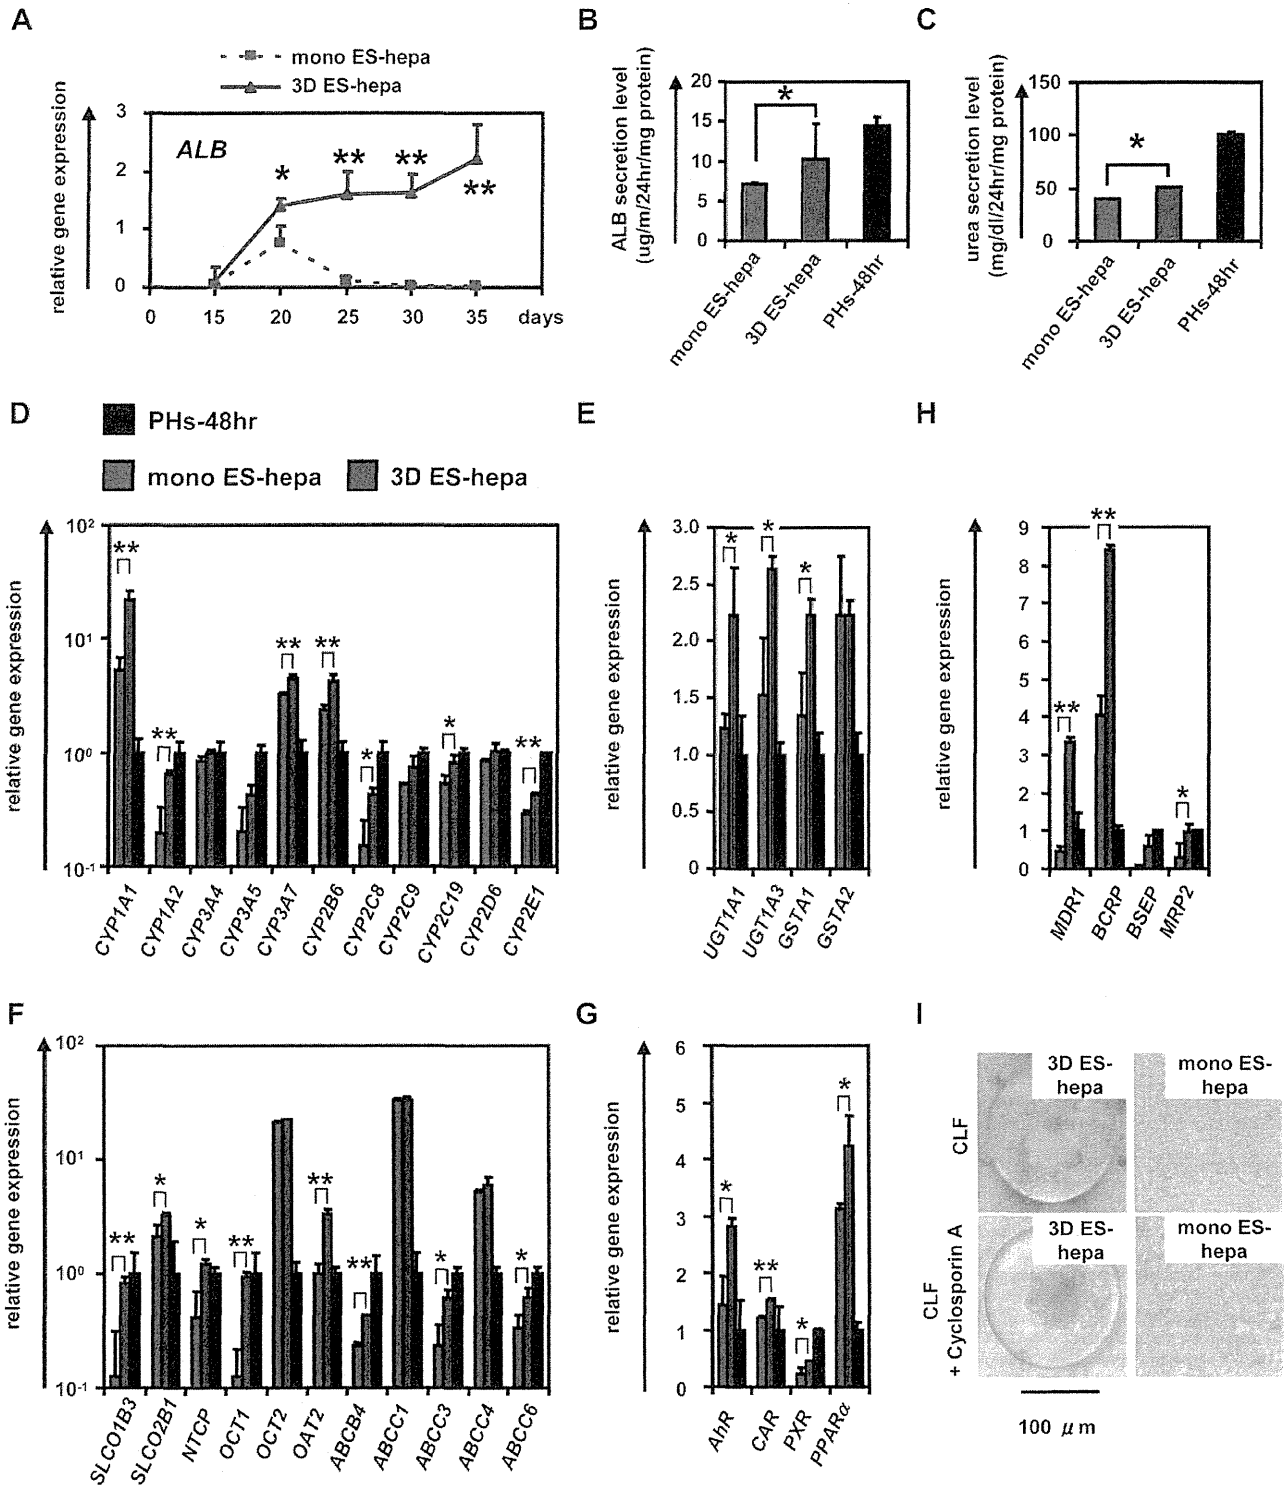 A
mono ES-hepa
3D ES-hepa
relative gene expression
3
2
1
0
ALB
*
**
**
**
0 15 20 25 30 35 days
B
ALB secretion level
(ug/m/24hr/mg protein)
20
15
10
5
0
*
mono ES-hepa
3D ES-hepa
PHs-48hr
C
urea secretion level
(mg/dl/24hr/mg protein)
150
100
50
0
*
mono ES-hepa
3D ES-hepa
PHs-48hr
D
PHs-48hr
mono ES-hepa 3D ES-hepa
relative gene expression
10²
10¹
10⁰
10⁻¹
** ** ** ** * * **
CYP1A1
CYP1A2
CYP3A4
CYP3A5
CYP3A7
CYP2B6
CYP2C8
CYP2C9
CYP2C19
CYP2D6
CYP2E1
E
relative gene expression
3.0
2.5
2.0
1.5
1.0
0.5
0
* * *
UGT1A1
UGT1A3
GSTA1
GSTA2
H
relative gene expression
9
8
7
6
5
4
3
2
1
0
** ** *
MDR1
BCRP
BSEP
MRP2
F
relative gene expression
10²
10¹
10⁰
10⁻¹
** * * ** ** ** * *
SLCO1B3
SLCO2B1
NTCP
OCT1
OCT2
OAT2
ABCB4
ABCC1
ABCC3
ABCC4
ABCC6
G
relative gene expression
6
5
4
3
2
1
0
* ** * *
AhR
CAR
PXR
PPARα
I
CLF
3D ES-
hepa
mono ES-
hepa
CLF
+ Cyclosporin A
3D ES-
hepa
mono ES-
hepa
100 μm